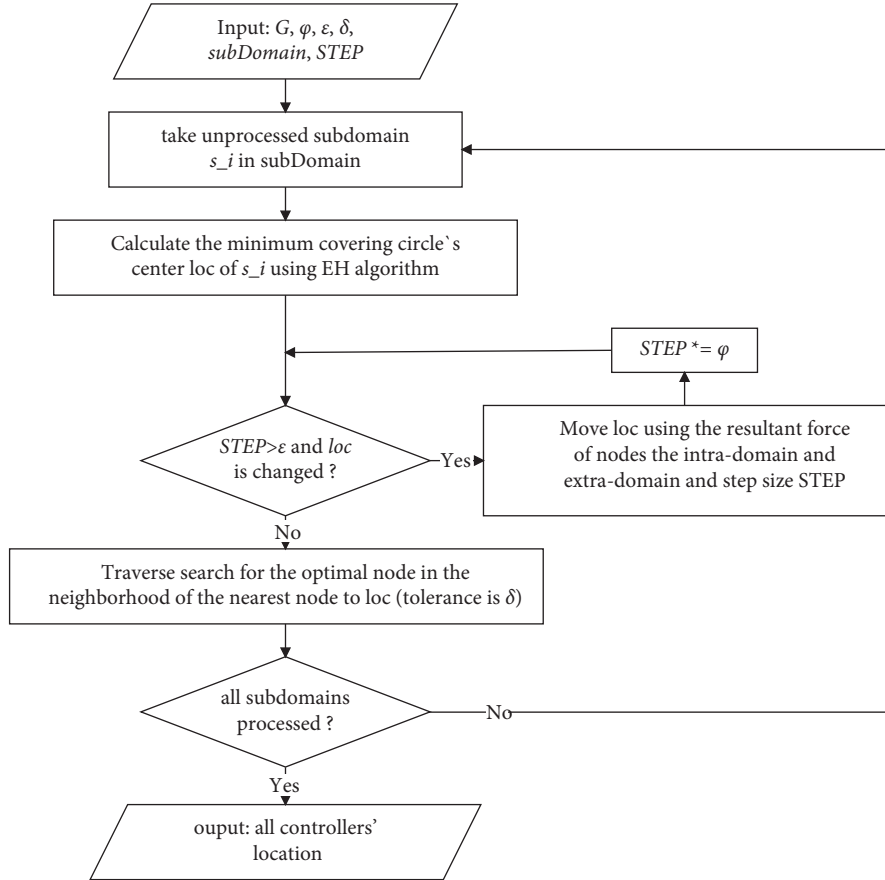 Input: G, φ, ε, δ,
subDomain, STEP
take unprocessed subdomain
s_i in subDomain
Calculate the minimum covering circle`s
center loc of s_i using EH algorithm
STEP *= φ
STEP>ε and loc
is changed ?
Yes
Move loc using the resultant force
of nodes the intra-domain and
extra-domain and step size STEP
No
Traverse search for the optimal node in the
neighborhood of the nearest node to loc (tolerance is δ)
all subdomains
processed ?
No
Yes
ouput: all controllers'
location